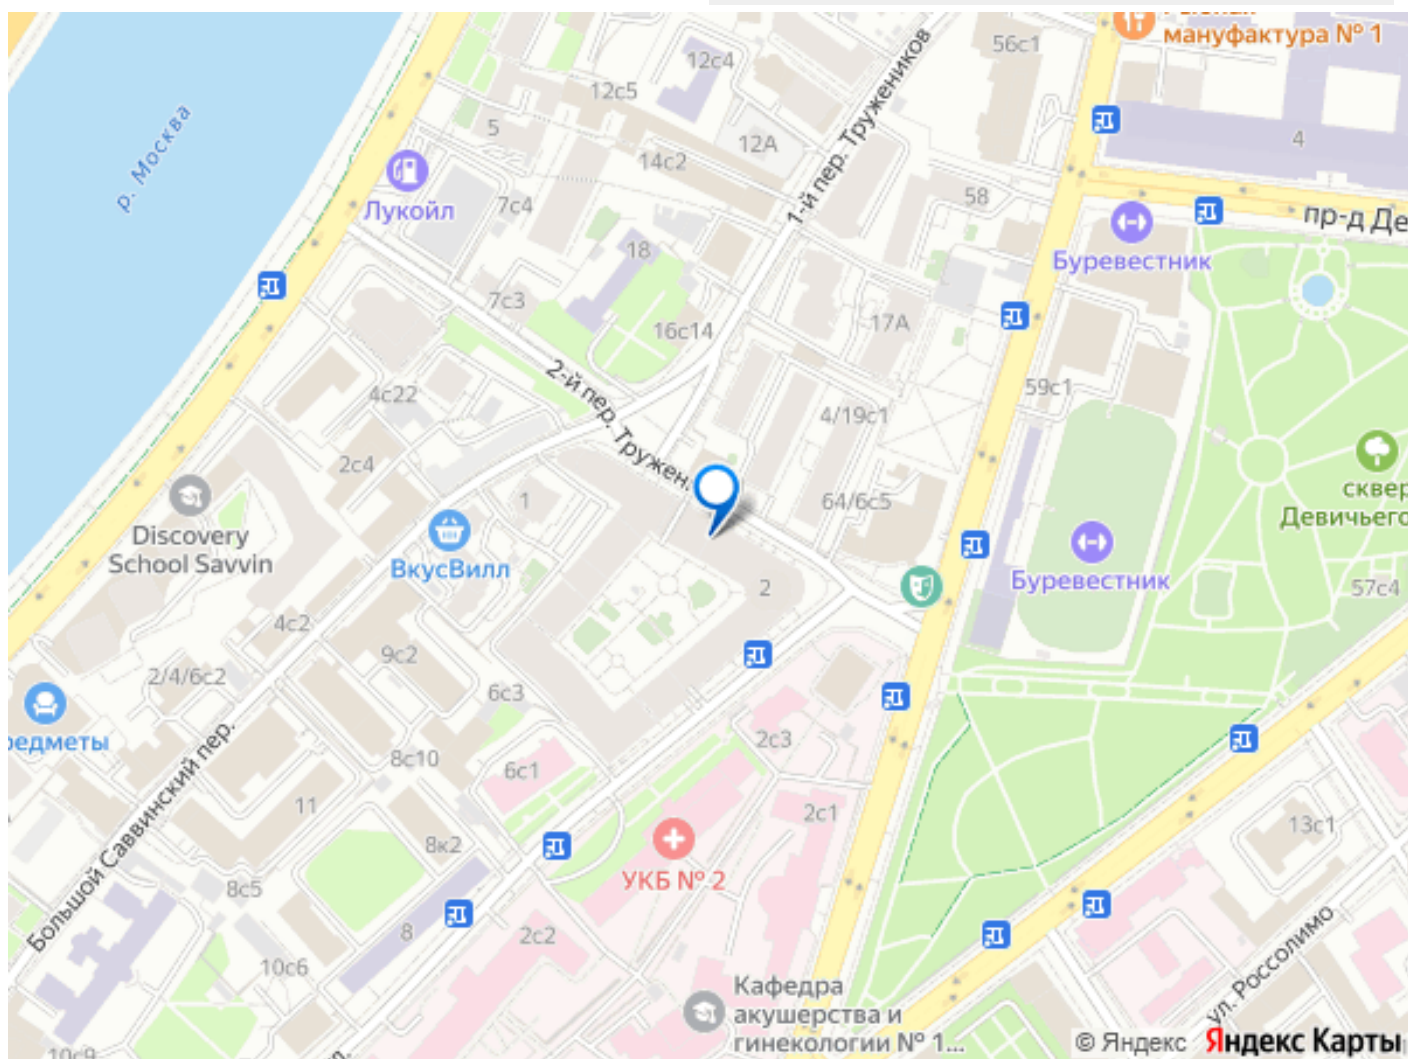 мануфактура № 1
56с1
12с4
12с5
5
12А
14с2
4
р. Москва
1-й пер. Тружеников
Лукойл
7с4
58
пр-д Де
18
Буревестник
7с3
16с14
17А
2-й пер. Тружен.
4с22
59с1
4/19с1
2с4
сквер
Девичьего
1
64/6с5
Discovery
School Savvin
ВкусВилл
Буревестник
2
57с4
4с2
9с2
2/4/6с2
6с3
редметы
2с3
8с10
6с1
11
2с1
13с1
8к2
УКБ № 2
Большой Саввинский пер.
8с5
8
2с2
10с6
ул. Россолимо
Кафедра
акушерства и
гинекологии № 1...
10с9
р.
© Яндекс Яндекс Карты